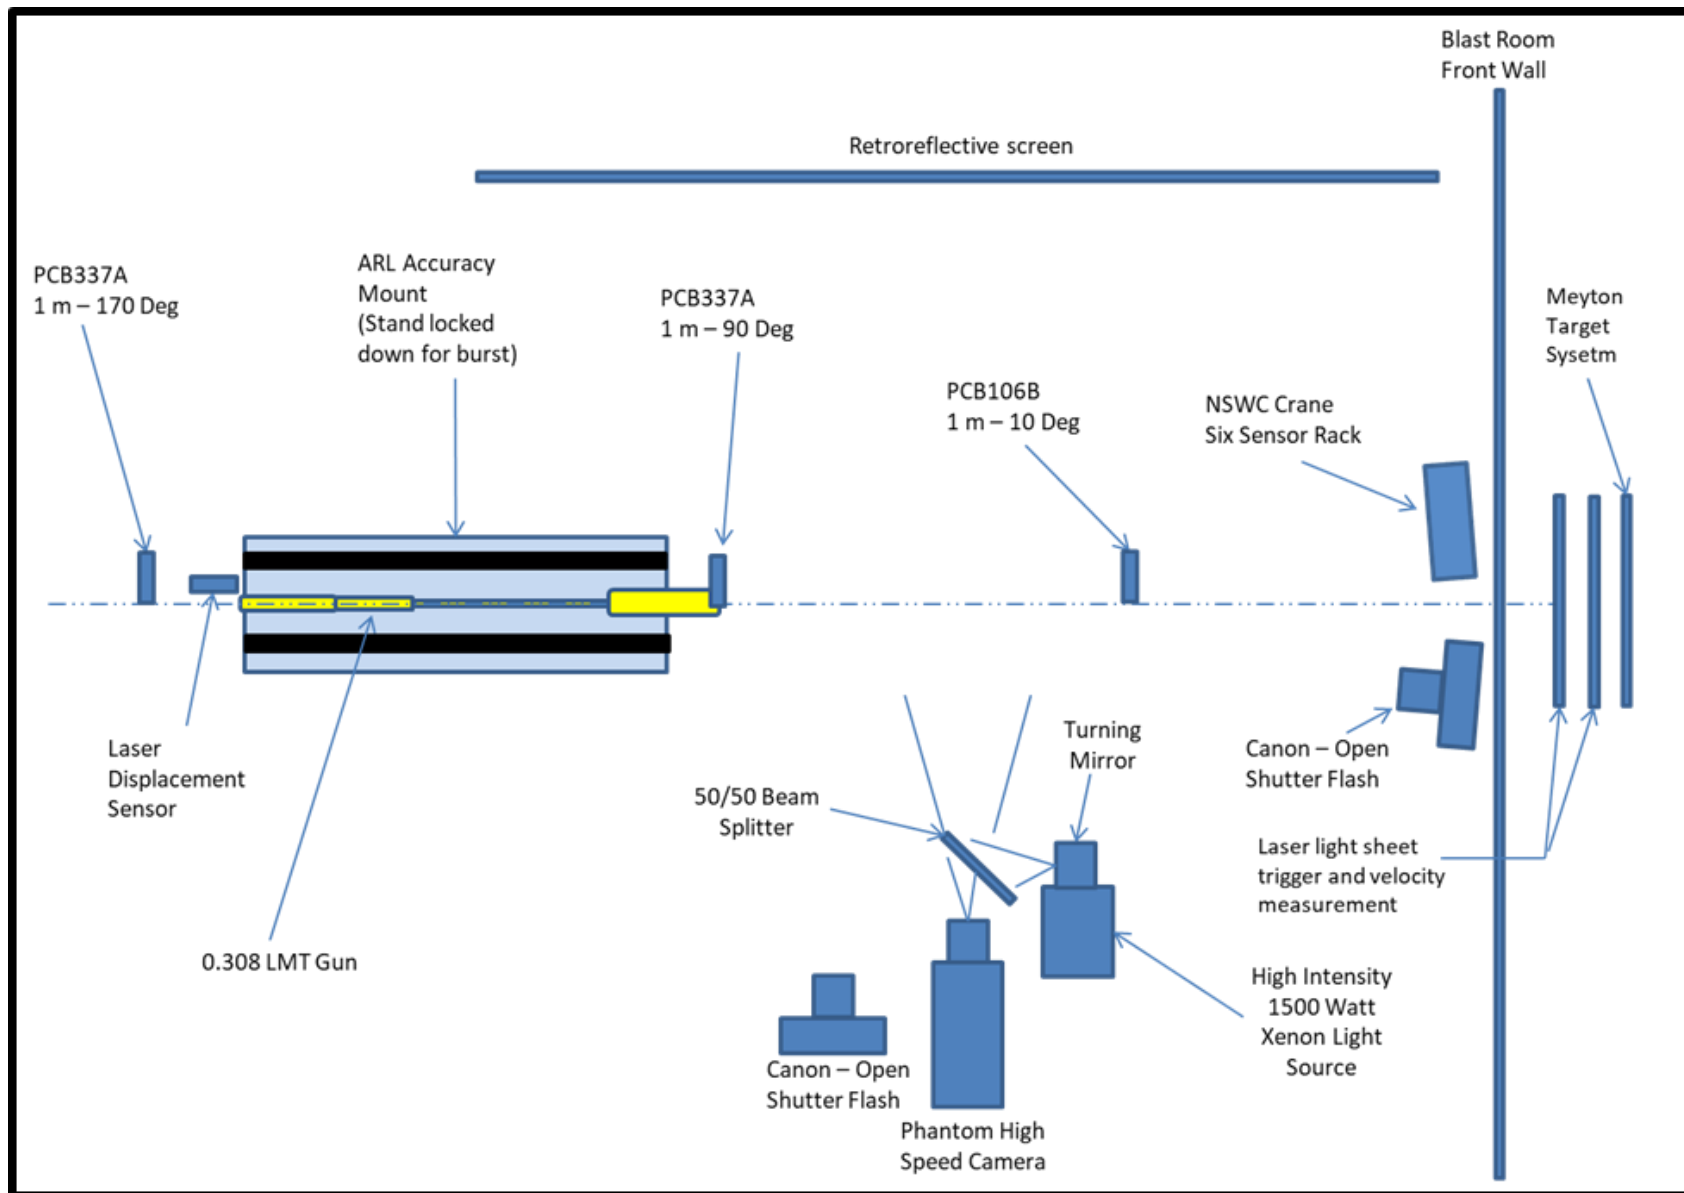 Blast Room
Front Wall
Retroreflective screen
PCB337A
1 m – 170 Deg
ARL Accuracy
Mount
(Stand locked
down for burst)
PCB337A
1 m – 90 Deg
Meyton
Target
Sysetm
PCB106B
1 m – 10 Deg
NSWC Crane
Six Sensor Rack
Laser
Displacement
Sensor
Turning
Mirror
Canon – Open
Shutter Flash
50/50 Beam
Splitter
Laser light sheet
trigger and velocity
measurement
0.308 LMT Gun
High Intensity
1500 Watt
Xenon Light
Source
Canon – Open
Shutter Flash
Phantom High
Speed Camera